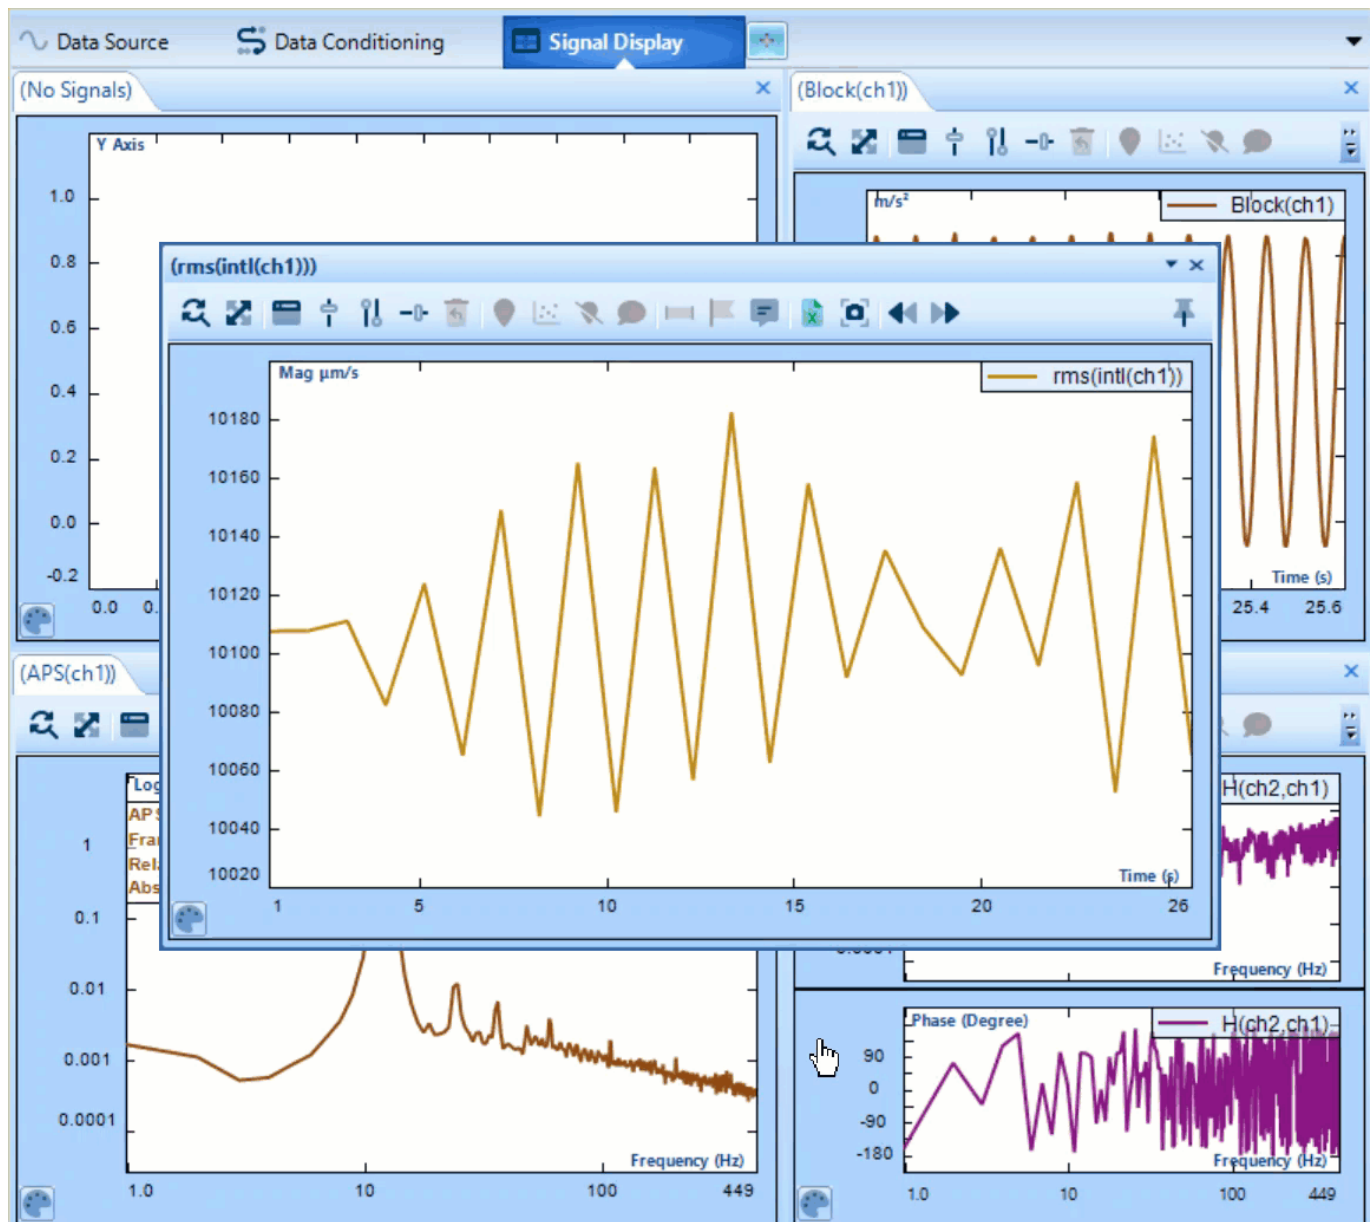 Data Source
Data Conditioning
Signal Display
(No Signals)
(Block(ch1))
Y Axis
1.0
0.8
0.6
0.4
0.2
0.0
-0.2
0.0
m/s²
Block(ch1)
Time (s)
25.4 25.6
(rms(intl(ch1)))
Mag µm/s
rms(intl(ch1))
10180
10160
10140
10120
10100
10080
10060
10040
10020
Time (s)
1 5 10 15 20 26
(APS(ch1))
1
0.1
0.01
0.001
0.0001
Frequency (Hz)
1.0 10 100 449
H(ch2,ch1)
Frequency (Hz)
Phase (Degree)
H(ch2,ch1)
90
0
-90
-180
Frequency (Hz)
1.0 10 100 449